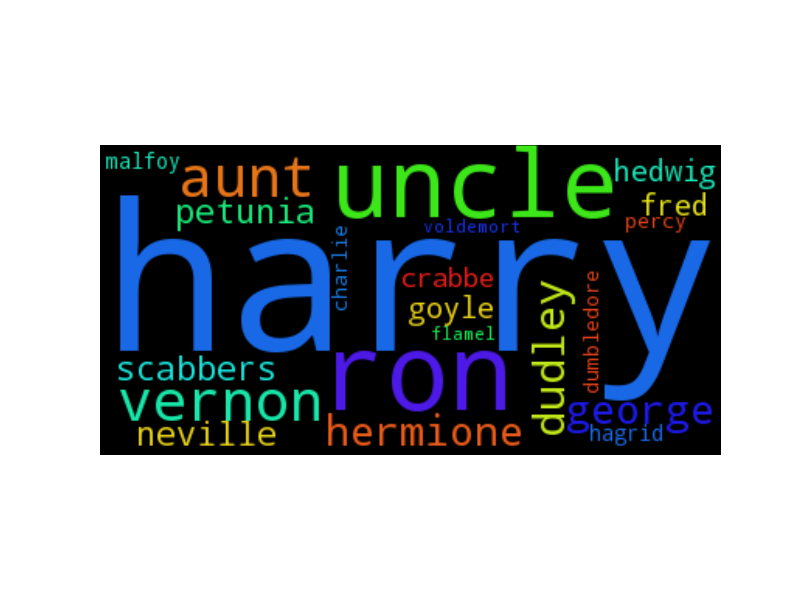 malfoy
aunt
uncle
hedwig
petunia
fred
percy
voldemort
harry
charlie
crabbe
goyle
flamel
dudley
dumbledore
scabbers
ron
vernon
george
neville
hermione
hagrid